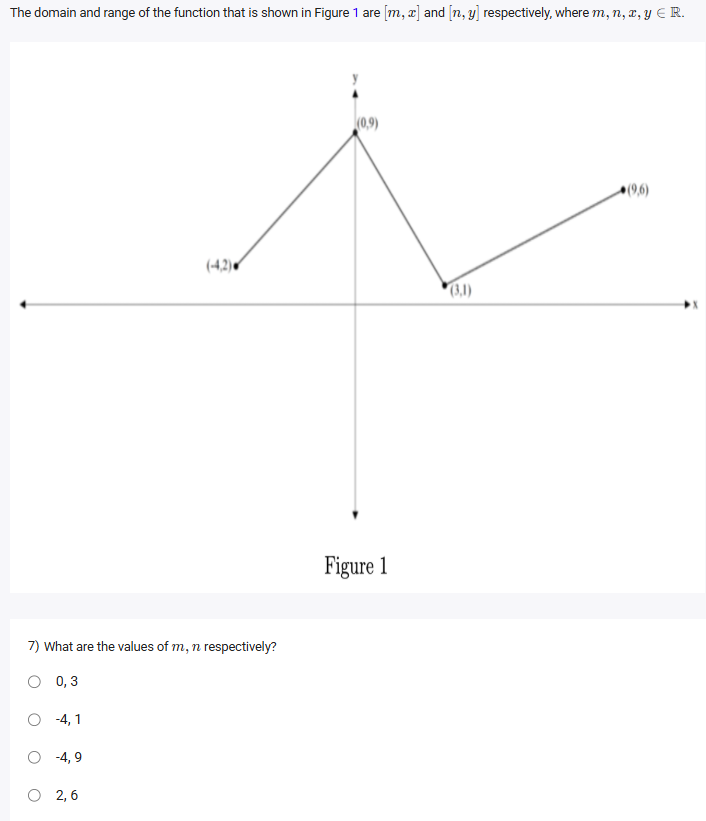 The domain and range of the function that is shown in Figure 1 are [m, x] and [n, y] respectively, where m, n, x, y ∈ ℝ.
y
(0,9)
(9,6)
(-4,2)
(3,1)
x
Figure 1
7) What are the values of m, n respectively?
0, 3
-4, 1
-4, 9
2, 6